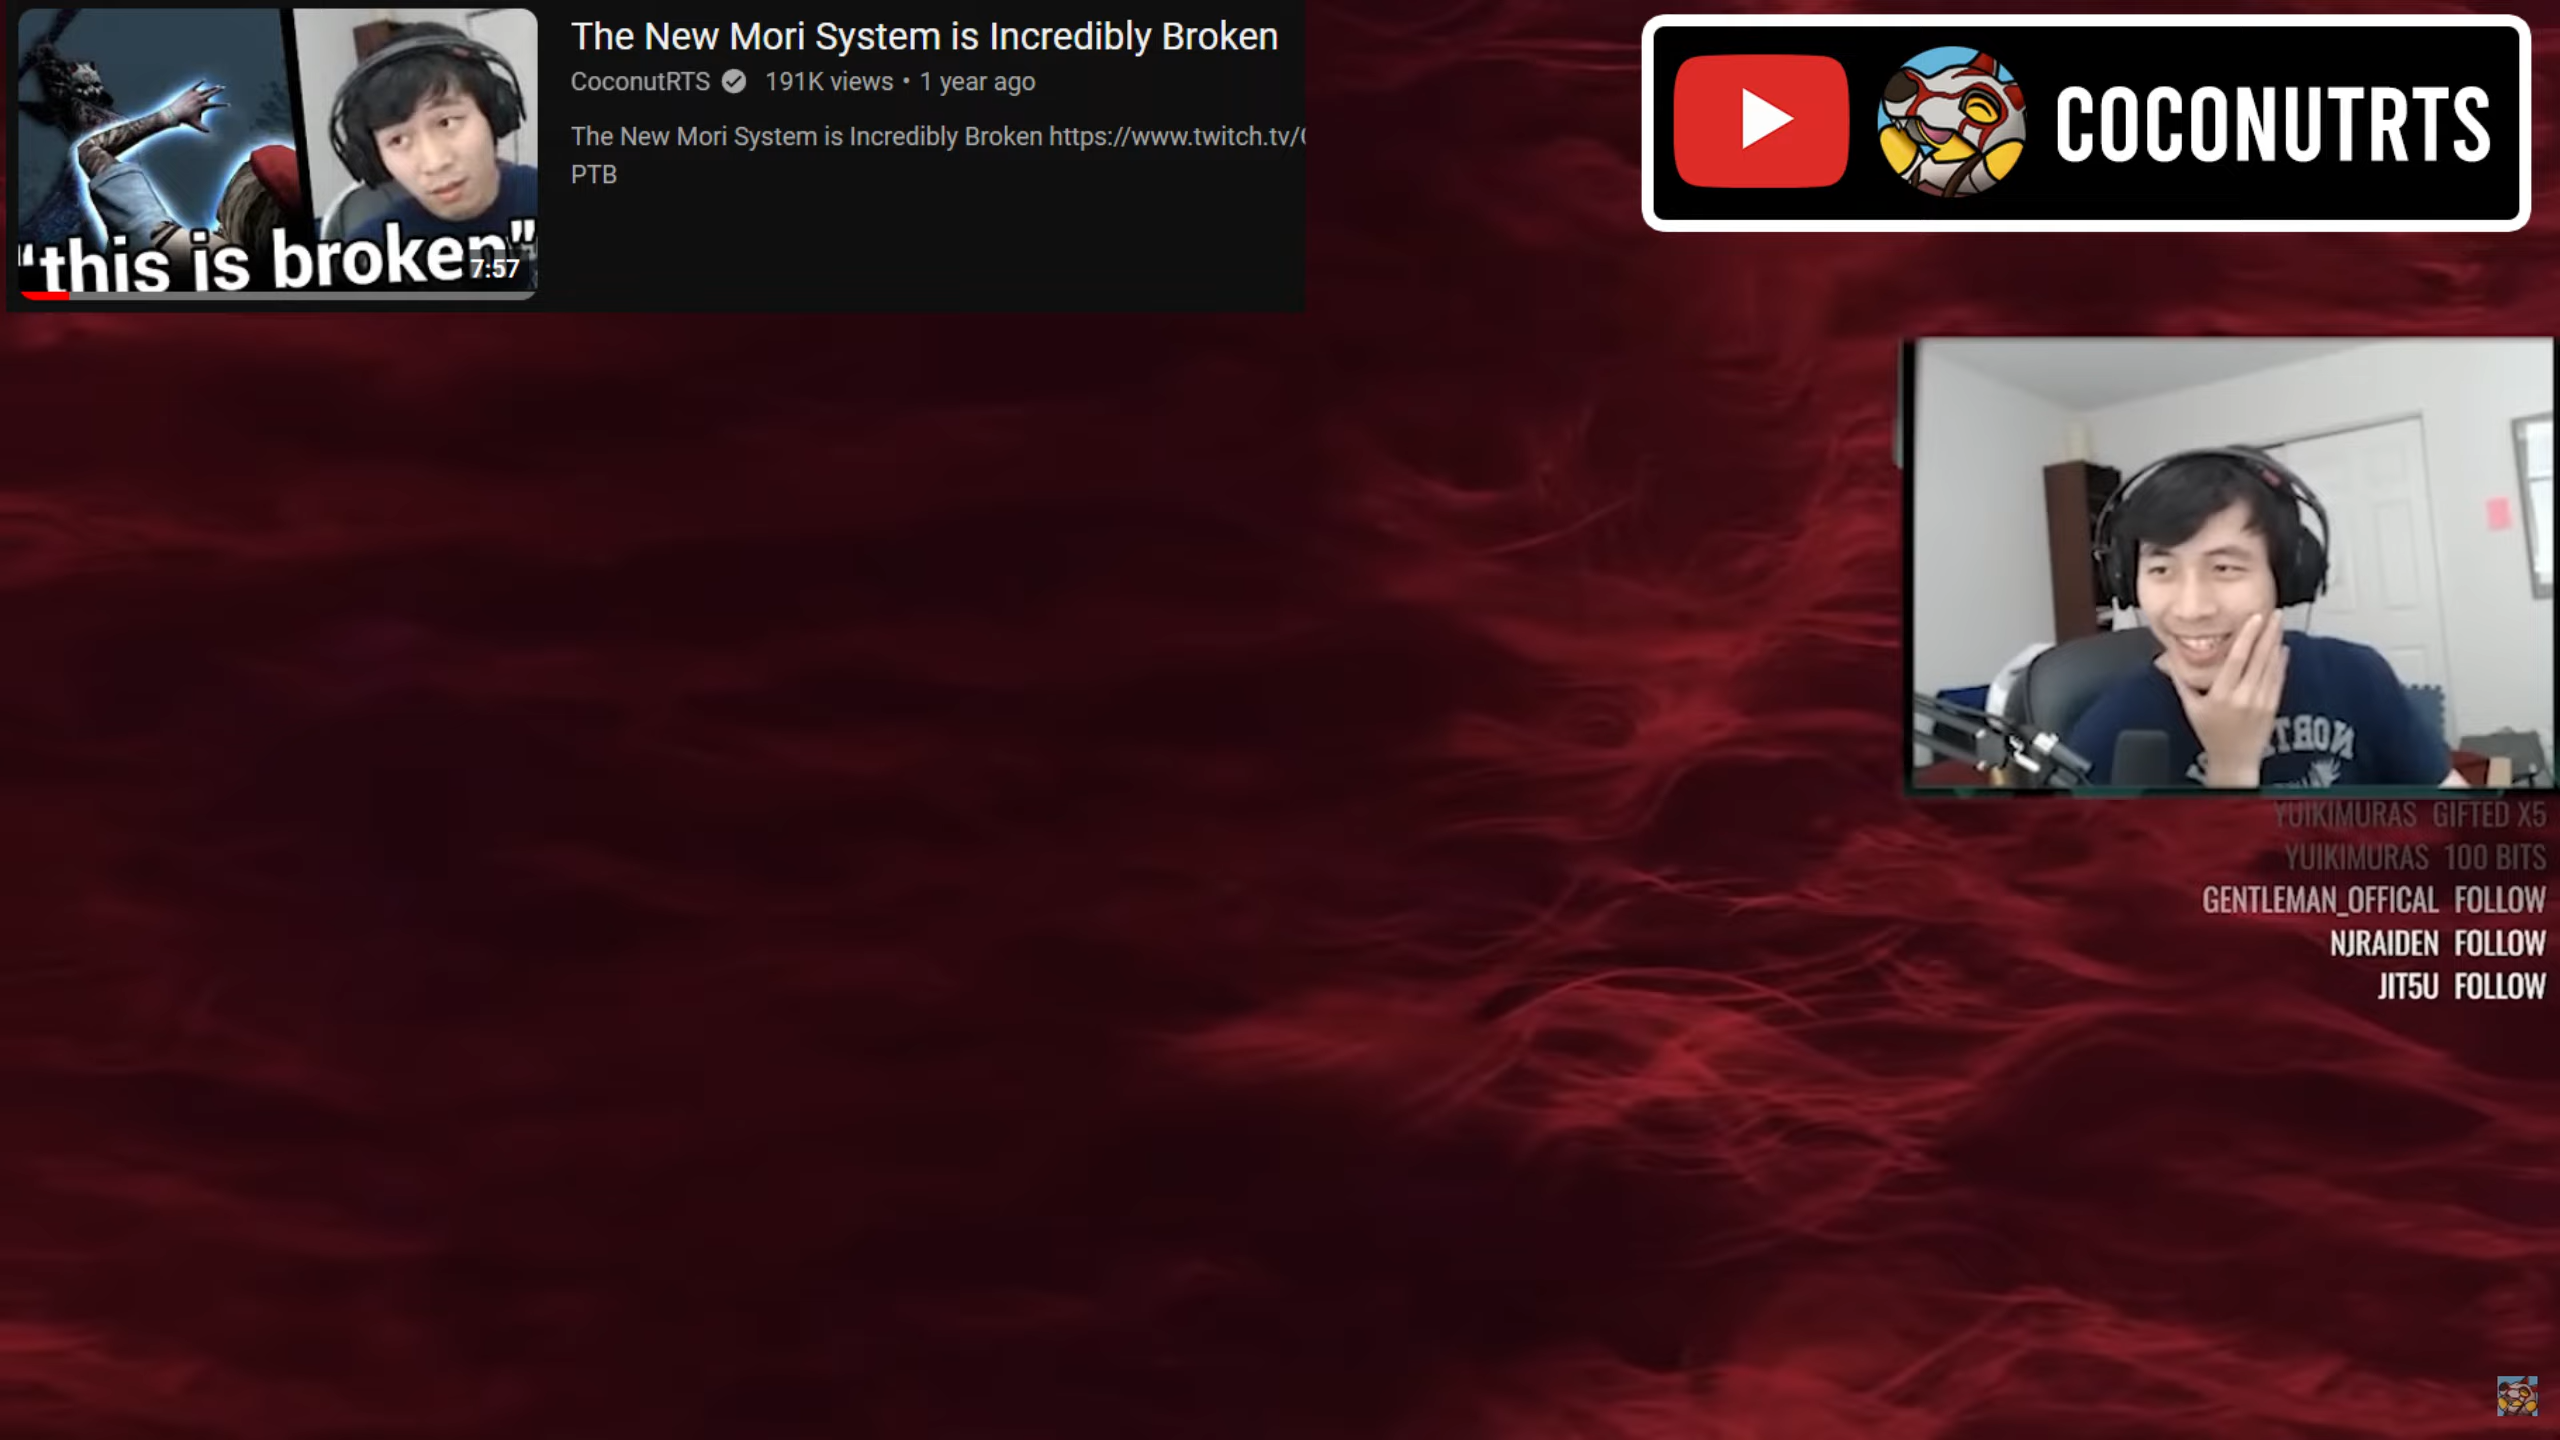 The New Mori System is Incredibly Broken
CoconutRTS 191K views • 1 year ago
The New Mori System is Incredibly Broken https://www.twitch.tv/
PTB
"this is broken"
7:57
COCONUTRTS
YUIKIMURAS GIFTED X5
YUIKIMURAS 100 BITS
GENTLEMAN_OFFICAL FOLLOW
NJRAIDEN FOLLOW
JIT5U FOLLOW